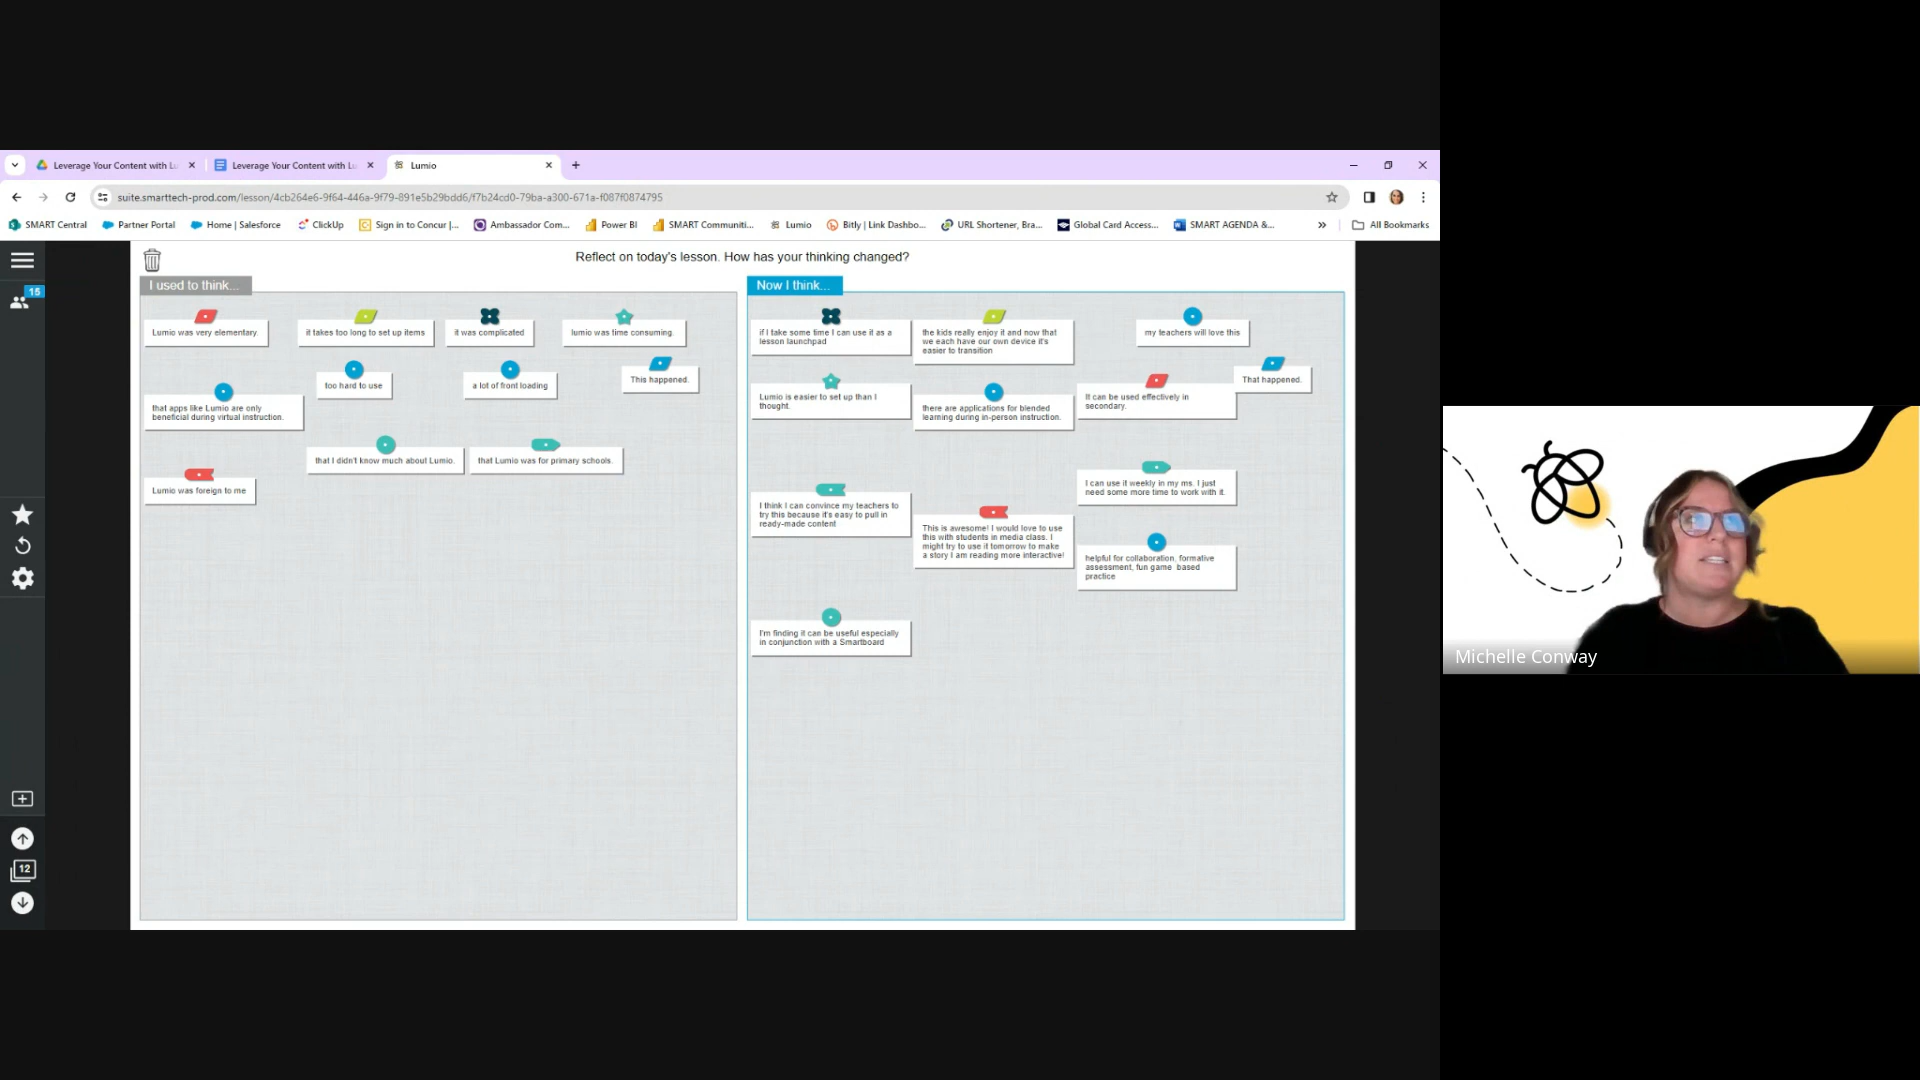 Leverage Your Content with Lu
Leverage Your Content with Lu
Lumio
suite.smarttech-prod.com/lesson/4cb264e6-9f64-446a-9f79-891e5b29bdd6/f7b24cd0-79ba-a300-671a-f087f0874795
SMART Central
Partner Portal
Home | Salesforce
ClickUp
Sign in to Concur |...
Ambassador Com...
Power BI
SMART Communiti...
Lumio
Bitly | Link Dashbo...
URL Shortener, Bra...
Global Card Access...
SMART AGENDA &...
All Bookmarks
15
12
Reflect on today's lesson. How has your thinking changed?
I used to think...
Lumio was very elementary.
it takes too long to set up items
it was complicated
lumio was time consuming.
too hard to use
a lot of front loading
This happened.
that apps like Lumio are only
beneficial during virtual instruction.
that I didn't know much about Lumio.
that Lumio was for primary schools.
Lumio was foreign to me
Now I think...
if I take some time I can use it as a
lesson launchpad
the kids really enjoy it and now that
we each have our own device it's
easier to transition
my teachers will love this
That happened.
Lumio is easier to set up than I
thought.
there are applications for blended
learning during in-person instruction.
It can be used effectively in
secondary.
I think I can convince my teachers to
try this because it's easy to pull in
ready-made content
This is awesome! I would love to use
this with students in media class. I
might try to use it tomorrow to make
a story I am reading more interactive!
I can use it weekly in my ms. I just
need some more time to work with it.
helpful for collaboration, formative
assessment, fun game based
practice
I'm finding it can be useful especially
in conjunction with a Smartboard
Michelle Conway